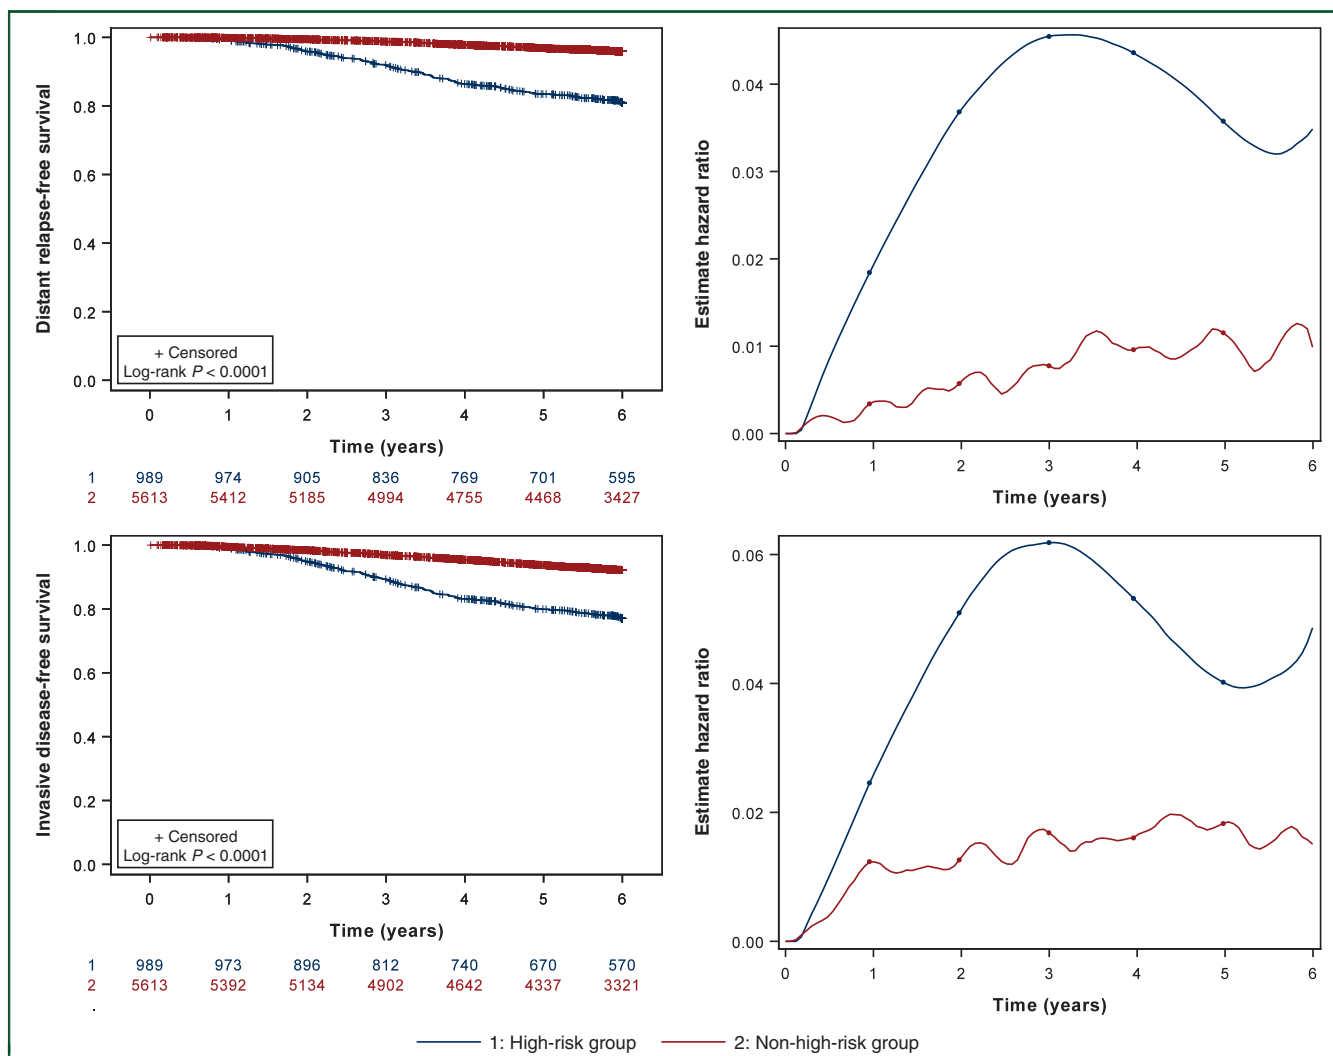 Distant relapse-free survival
1.0
0.8
0.6
0.4
0.2
0.0
+ Censored
Log-rank P < 0.0001
0 1 2 3 4 5 6
Time (years)
1 989 974 905 836 769 701 595
2 5613 5412 5185 4994 4755 4468 3427
Estimate hazard ratio
0.04
0.03
0.02
0.01
0.00
0 1 2 3 4 5 6
Time (years)
Invasive disease-free survival
1.0
0.8
0.6
0.4
0.2
0.0
+ Censored
Log-rank P < 0.0001
0 1 2 3 4 5 6
Time (years)
1 989 973 896 812 740 670 570
2 5613 5392 5134 4902 4642 4337 3321
.
Estimate hazard ratio
0.06
0.04
0.02
0.00
0 1 2 3 4 5 6
Time (years)
1: High-risk group 2: Non-high-risk group